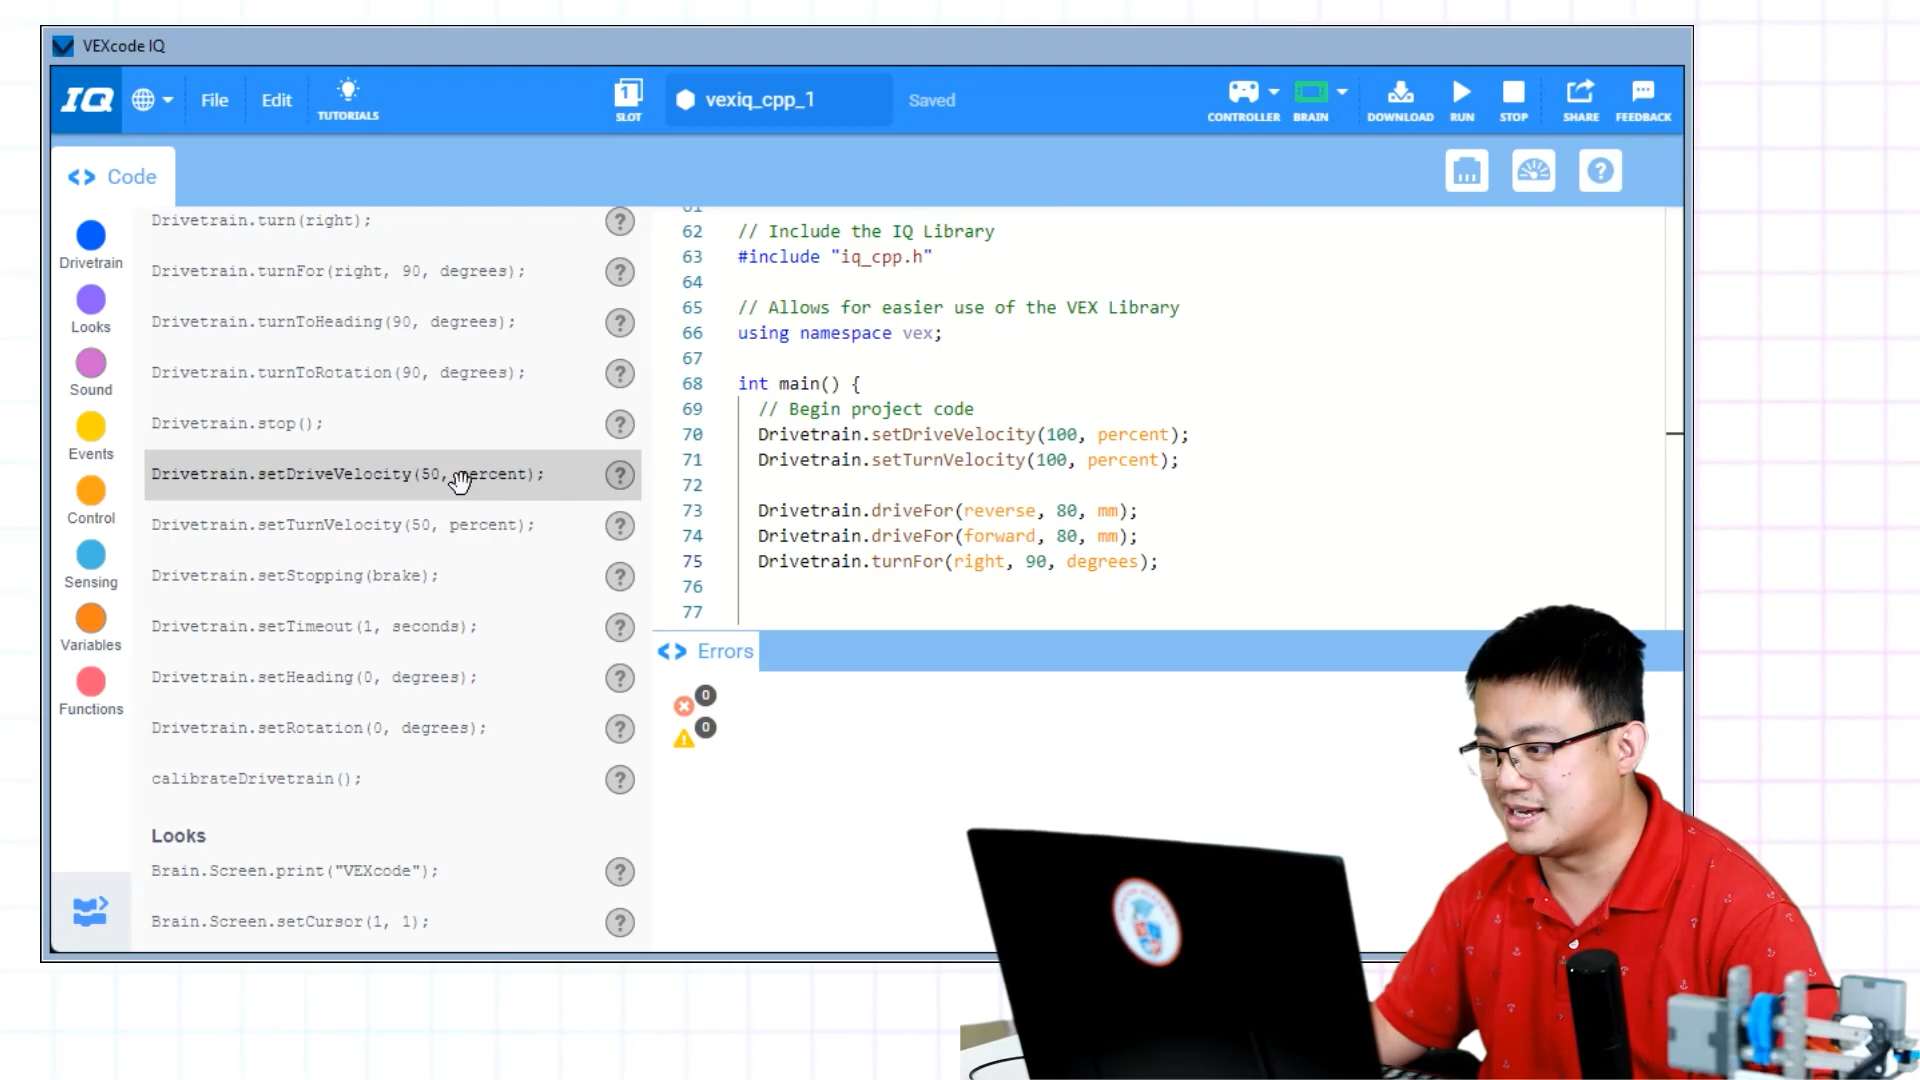 VEXcode IQ
IQ
File
Edit
TUTORIALS
1
SLOT
vexiq_cpp_1
Saved
CONTROLLER
BRAIN
DOWNLOAD
RUN
STOP
SHARE
FEEDBACK
<> Code
?
Drivetrain
Looks
Sound
Events
Control
Sensing
Variables
Functions
Drivetrain.turn(right); ?
Drivetrain.turnFor(right, 90, degrees); ?
Drivetrain.turnToHeading(90, degrees); ?
Drivetrain.turnToRotation(90, degrees); ?
Drivetrain.stop(); ?
Drivetrain.setDriveVelocity(50, percent); ?
Drivetrain.setTurnVelocity(50, percent); ?
Drivetrain.setStopping(brake); ?
Drivetrain.setTimeout(1, seconds); ?
Drivetrain.setHeading(0, degrees); ?
Drivetrain.setRotation(0, degrees); ?
calibrateDrivetrain(); ?
Looks
Brain.Screen.print("VEXcode"); ?
Brain.Screen.setCursor(1, 1); ?
61
62 // Include the IQ Library
63 #include "iq_cpp.h"
64
65 // Allows for easier use of the VEX Library
66 using namespace vex;
67
68 int main() {
69 // Begin project code
70 Drivetrain.setDriveVelocity(100, percent);
71 Drivetrain.setTurnVelocity(100, percent);
72
73 Drivetrain.driveFor(reverse, 80, mm);
74 Drivetrain.driveFor(forward, 80, mm);
75 Drivetrain.turnFor(right, 90, degrees);
76
77
<> Errors
0
0